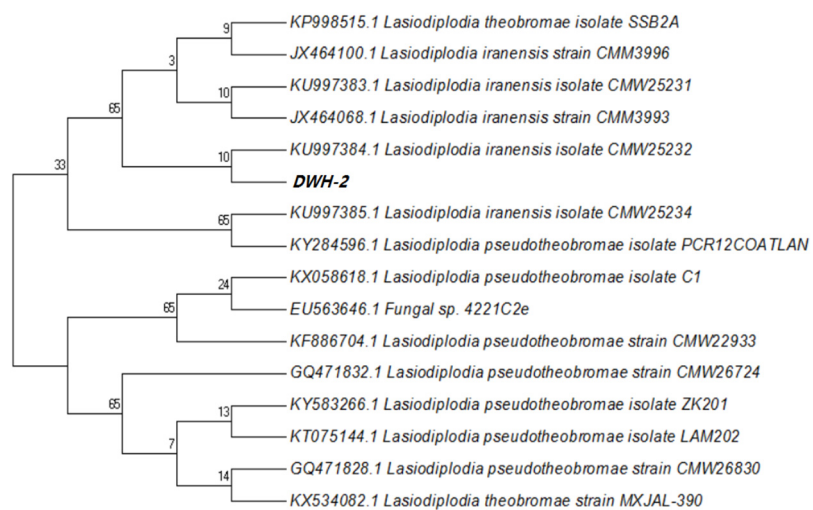 KP998515.1 Lasiodiplodia theobromae isolate SSB2A
9
JX464100.1 Lasiodiplodia iranensis strain CMM3996
3
KU997383.1 Lasiodiplodia iranensis isolate CMW25231
10
JX464068.1 Lasiodiplodia iranensis strain CMM3993
65
KU997384.1 Lasiodiplodia iranensis isolate CMW25232
10
DWH-2
33
KU997385.1 Lasiodiplodia iranensis isolate CMW25234
65
KY284596.1 Lasiodiplodia pseudotheobromae isolate PCR12COATLAN
KX058618.1 Lasiodiplodia pseudotheobromae isolate C1
24
EU563646.1 Fungal sp. 4221C2e
65
KF886704.1 Lasiodiplodia pseudotheobromae strain CMW22933
GQ471832.1 Lasiodiplodia pseudotheobromae strain CMW26724
65
KY583266.1 Lasiodiplodia pseudotheobromae isolate ZK201
13
KT075144.1 Lasiodiplodia pseudotheobromae isolate LAM202
7
GQ471828.1 Lasiodiplodia pseudotheobromae strain CMW26830
14
KX534082.1 Lasiodiplodia theobromae strain MXJAL-390